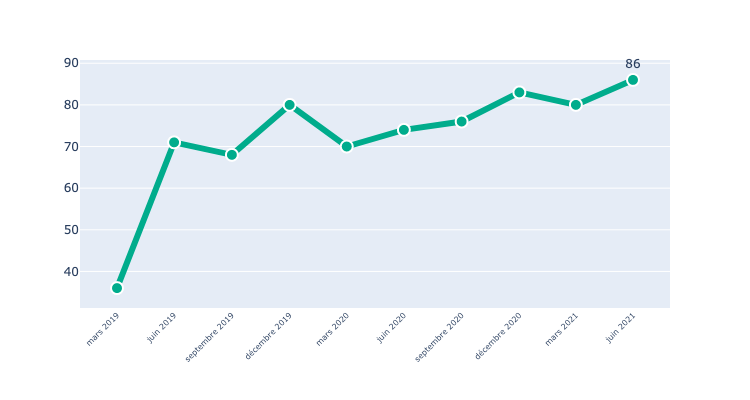 86
90
80
70
60
50
40
mars 2019
juin 2019
septembre 2019
décembre 2019
mars 2020
juin 2020
septembre 2020
décembre 2020
mars 2021
juin 2021